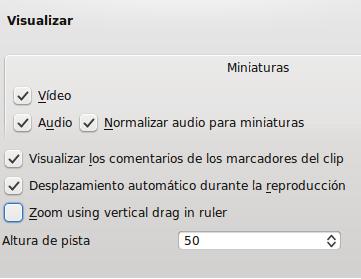 Visualizar
Miniaturas
Vídeo
Audio Normalizar audio para miniaturas
Visualizar los comentarios de los marcadores del clip
Desplazamiento automático durante la reproducción
Zoom using vertical drag in ruler
Altura de pista 50